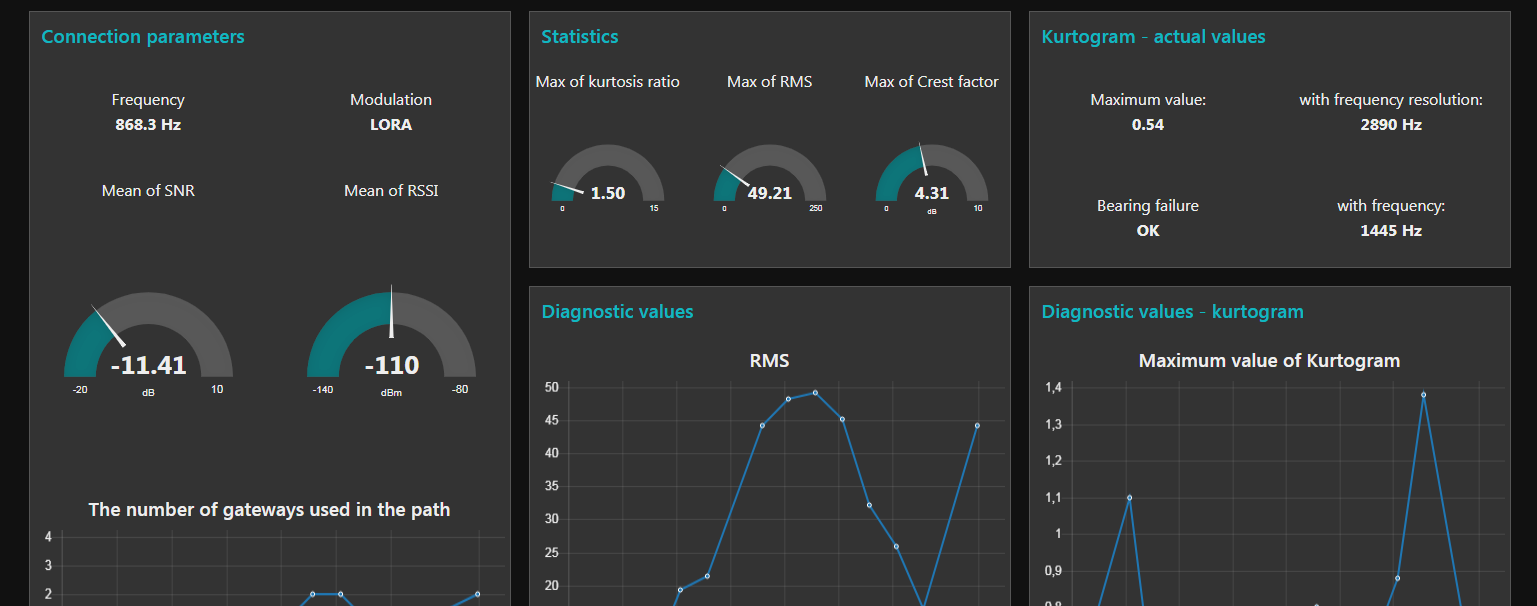 Connection parameters
Frequency
868.3 Hz
Modulation
LORA
Mean of SNR
Mean of RSSI
-11.41
-20
dB
10
-110
-140
dBm
-80
The number of gateways used in the path
4
3
2
Statistics
Max of kurtosis ratio
Max of RMS
Max of Crest factor
1.50
0
15
49.21
0
250
4.31
0
dB
10
Kurtogram - actual values
Maximum value:
0.54
with frequency resolution:
2890 Hz
Bearing failure
OK
with frequency:
1445 Hz
Diagnostic values
RMS
50
45
40
35
30
25
20
Diagnostic values - kurtogram
Maximum value of Kurtogram
1,4
1,3
1,2
1,1
1
0,9